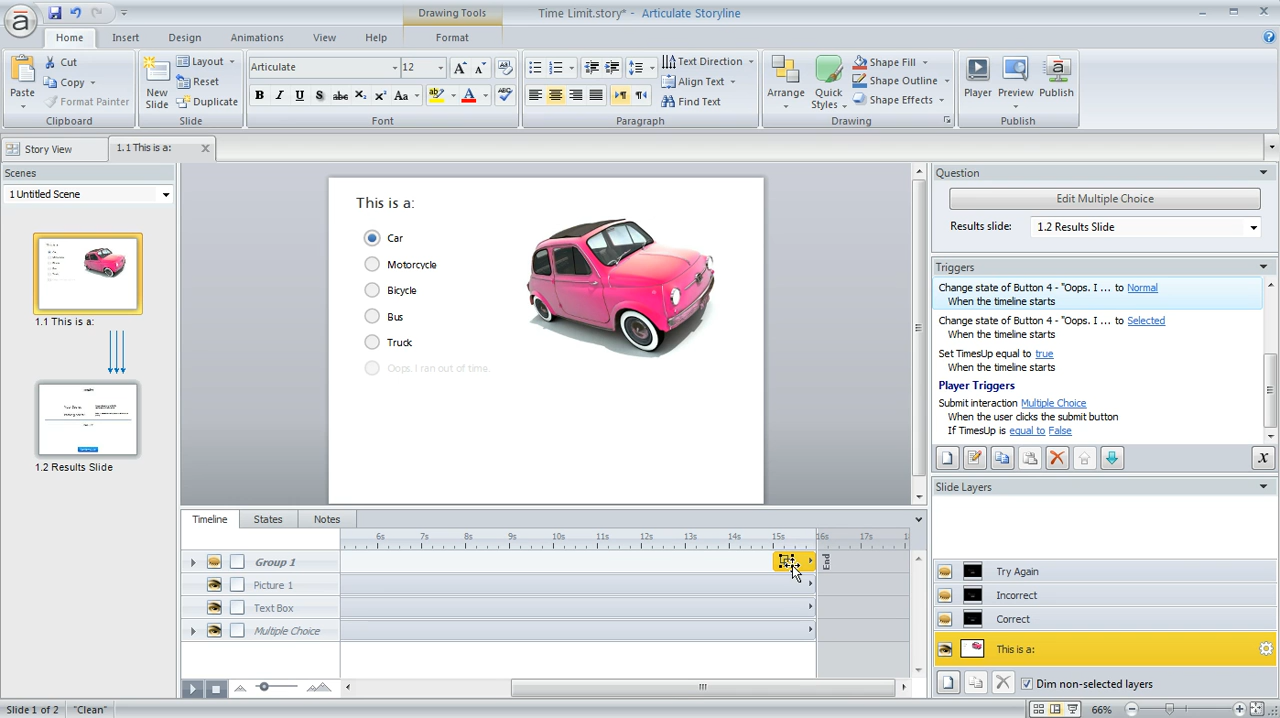 Drawing Tools
Time Limit.story* - Articulate Storyline
Home
Insert
Design
Animations
View
Help
Format
Paste
Cut
Copy
Format Painter
Clipboard
New Slide
Layout
Reset
Duplicate
Slide
Articulate
12
B I U S abc X₂ X² Aa
Font
Text Direction
Align Text
Find Text
Paragraph
Arrange
Quick Styles
Shape Fill
Shape Outline
Shape Effects
Drawing
Player
Preview
Publish
Publish
Story View
1.1 This is a:
Scenes
1 Untitled Scene
1.1 This is a:
1.2 Results Slide
This is a:
Car
Motorcycle
Bicycle
Bus
Truck
Oops. I ran out of time.
Question
Edit Multiple Choice
Results slide:
1.2 Results Slide
Triggers
Change state of Button 4 - "Oops. I ... to Normal
When the timeline starts
Change state of Button 4 - "Oops. I ... to Selected
When the timeline starts
Set TimesUp equal to true
When the timeline starts
Player Triggers
Submit interaction Multiple Choice
When the user clicks the submit button
If TimesUp is equal to False
x
Timeline
States
Notes
6s 7s 8s 9s 10s 11s 12s 13s 14s 15s 16s 17s
Group 1
End
Picture 1
Text Box
Multiple Choice
Slide Layers
Try Again
Incorrect
Correct
This is a:
Dim non-selected layers
Slide 1 of 2
"Clean"
66%